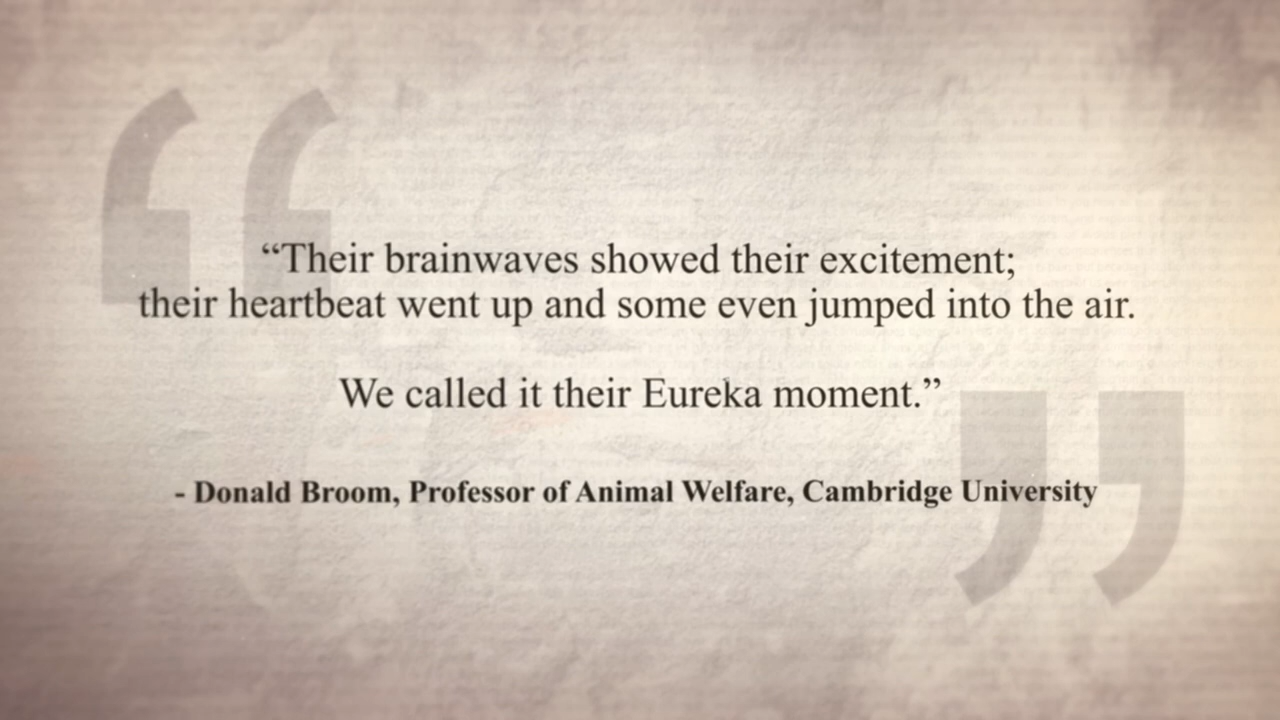 “Their brainwaves showed their excitement;
their heartbeat went up and some even jumped into the air.
We called it their Eureka moment.”
- Donald Broom, Professor of Animal Welfare, Cambridge University